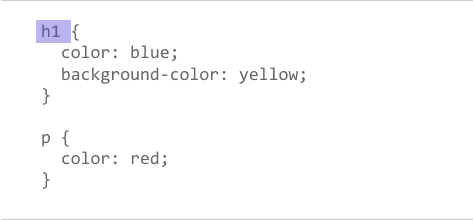 h1 {
  color: blue;
  background-color: yellow;
}

p {
  color: red;
}